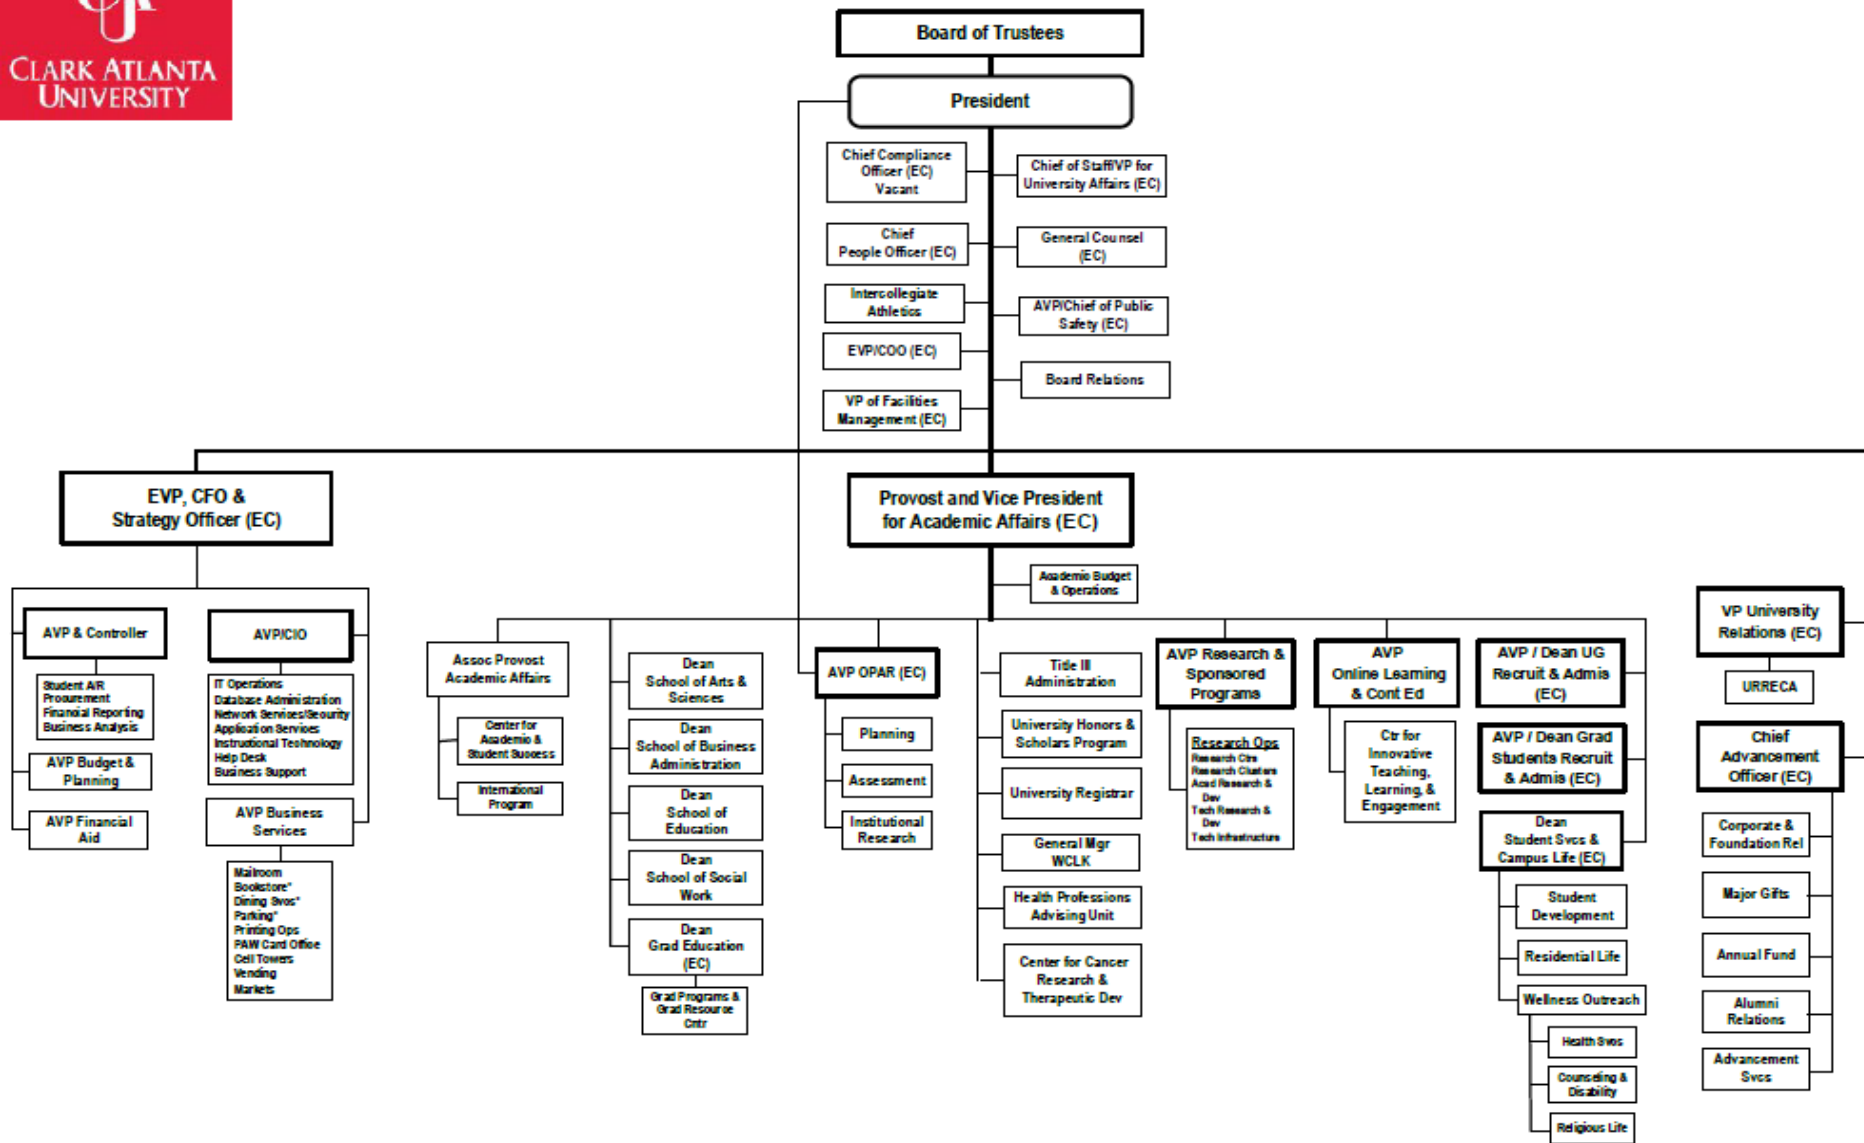 CLARK ATLANTA
UNIVERSITY
Board of Trustees
President
Chief Compliance
Officer (EC)
Vacant
Chief of Staff/VP for
University Affairs (EC)
Chief
People Officer (EC)
General Counsel
(EC)
Intercollegiate
Athletics
AVP/Chief of Public
Safety (EC)
EVP/COO (EC)
Board Relations
VP of Facilities
Management (EC)
EVP, CFO &
Strategy Officer (EC)
Provost and Vice President
for Academic Affairs (EC)
Academic Budget
& Operations
AVP & Controller
Student A/R
Procurement
Financial Reporting
Business Analysis
AVP Budget &
Planning
AVP Financial
Aid
AVP/CIO
IT Operations
Database Administration
Network Services/Security
Application Services
Instructional Technology
Help Desk
Business Support
AVP Business
Services
Mailroom
Bookstore*
Dining Svcs*
Parking*
Printing Ops
PAW Card Office
Cell Towers
Vending
Markets
Assoc Provost
Academic Affairs
Center for
Academic &
Student Success
International
Program
Dean
School of Arts &
Sciences
Dean
School of Business
Administration
Dean
School of
Education
Dean
School of Social
Work
Dean
Grad Education
(EC)
Grad Programs &
Grad Resource
Cntr
AVP OPAR (EC)
Planning
Assessment
Institutional
Research
Title III
Administration
University Honors &
Scholars Program
University Registrar
General Mgr
WCLK
Health Professions
Advising Unit
Center for Cancer
Research &
Therapeutic Dev
AVP Research &
Sponsored
Programs
Research Ops
Research Ctrs
Research Clusters
Acad Research &
Dev
Tech Research &
Dev
Tech Infrastructure
AVP
Online Learning
& Cont Ed
Ctr for
Innovative
Teaching,
Learning, &
Engagement
AVP / Dean UG
Recruit & Admis
(EC)
AVP / Dean Grad
Students Recruit
& Admis (EC)
Dean
Student Svcs &
Campus Life (EC)
Student
Development
Residential Life
Wellness Outreach
Health Svcs
Counseling &
Disability
Religious Life
VP University
Relations (EC)
URRECA
Chief
Advancement
Officer (EC)
Corporate &
Foundation Rel
Major Gifts
Annual Fund
Alumni
Relations
Advancement
Svcs